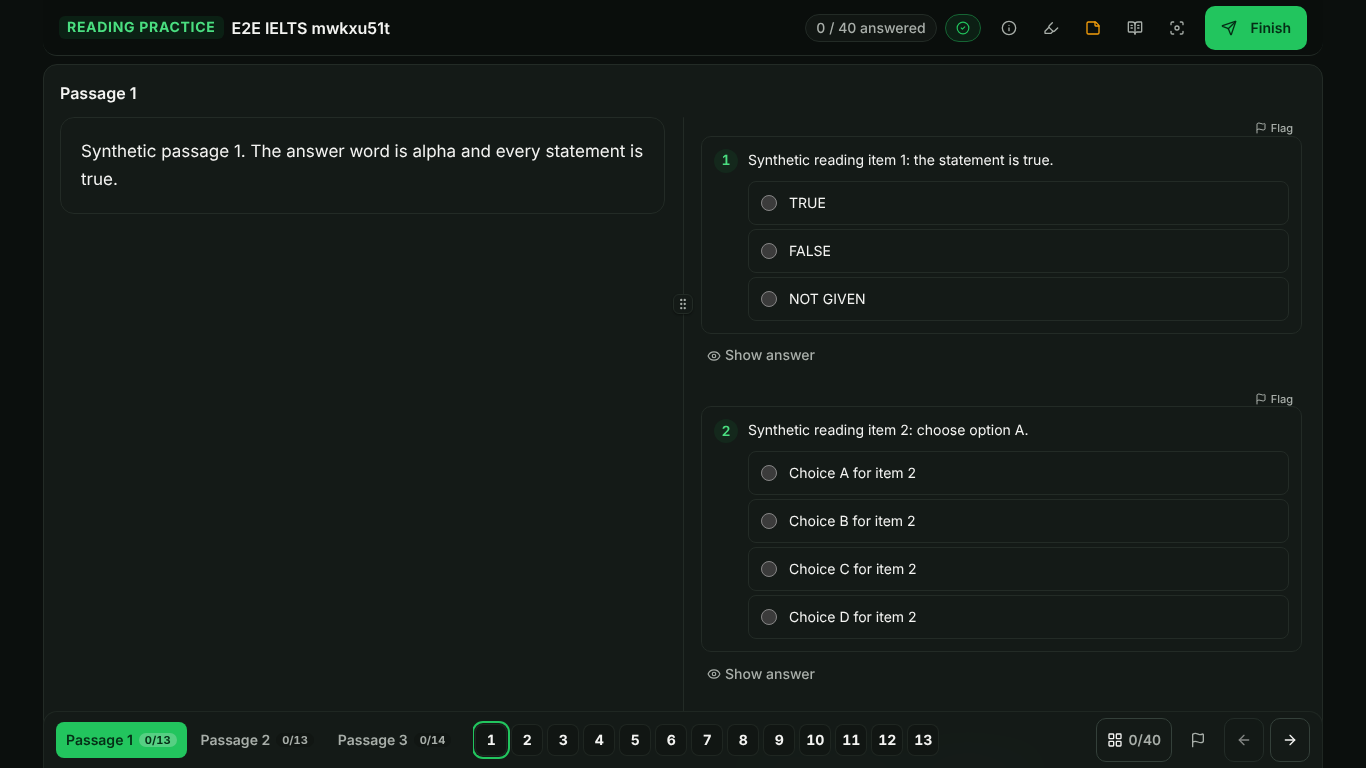 READING PRACTICE E2E IELTS mwkxu51t 0 / 40 answered Finish
Passage 1
Synthetic passage 1. The answer word is alpha and every statement is
true.
Flag
1 Synthetic reading item 1: the statement is true.
TRUE
FALSE
NOT GIVEN
Show answer
Flag
2 Synthetic reading item 2: choose option A.
Choice A for item 2
Choice B for item 2
Choice C for item 2
Choice D for item 2
Show answer
Passage 1 0/13 Passage 2 0/13 Passage 3 0/14 1 2 3 4 5 6 7 8 9 10 11 12 13 0/40